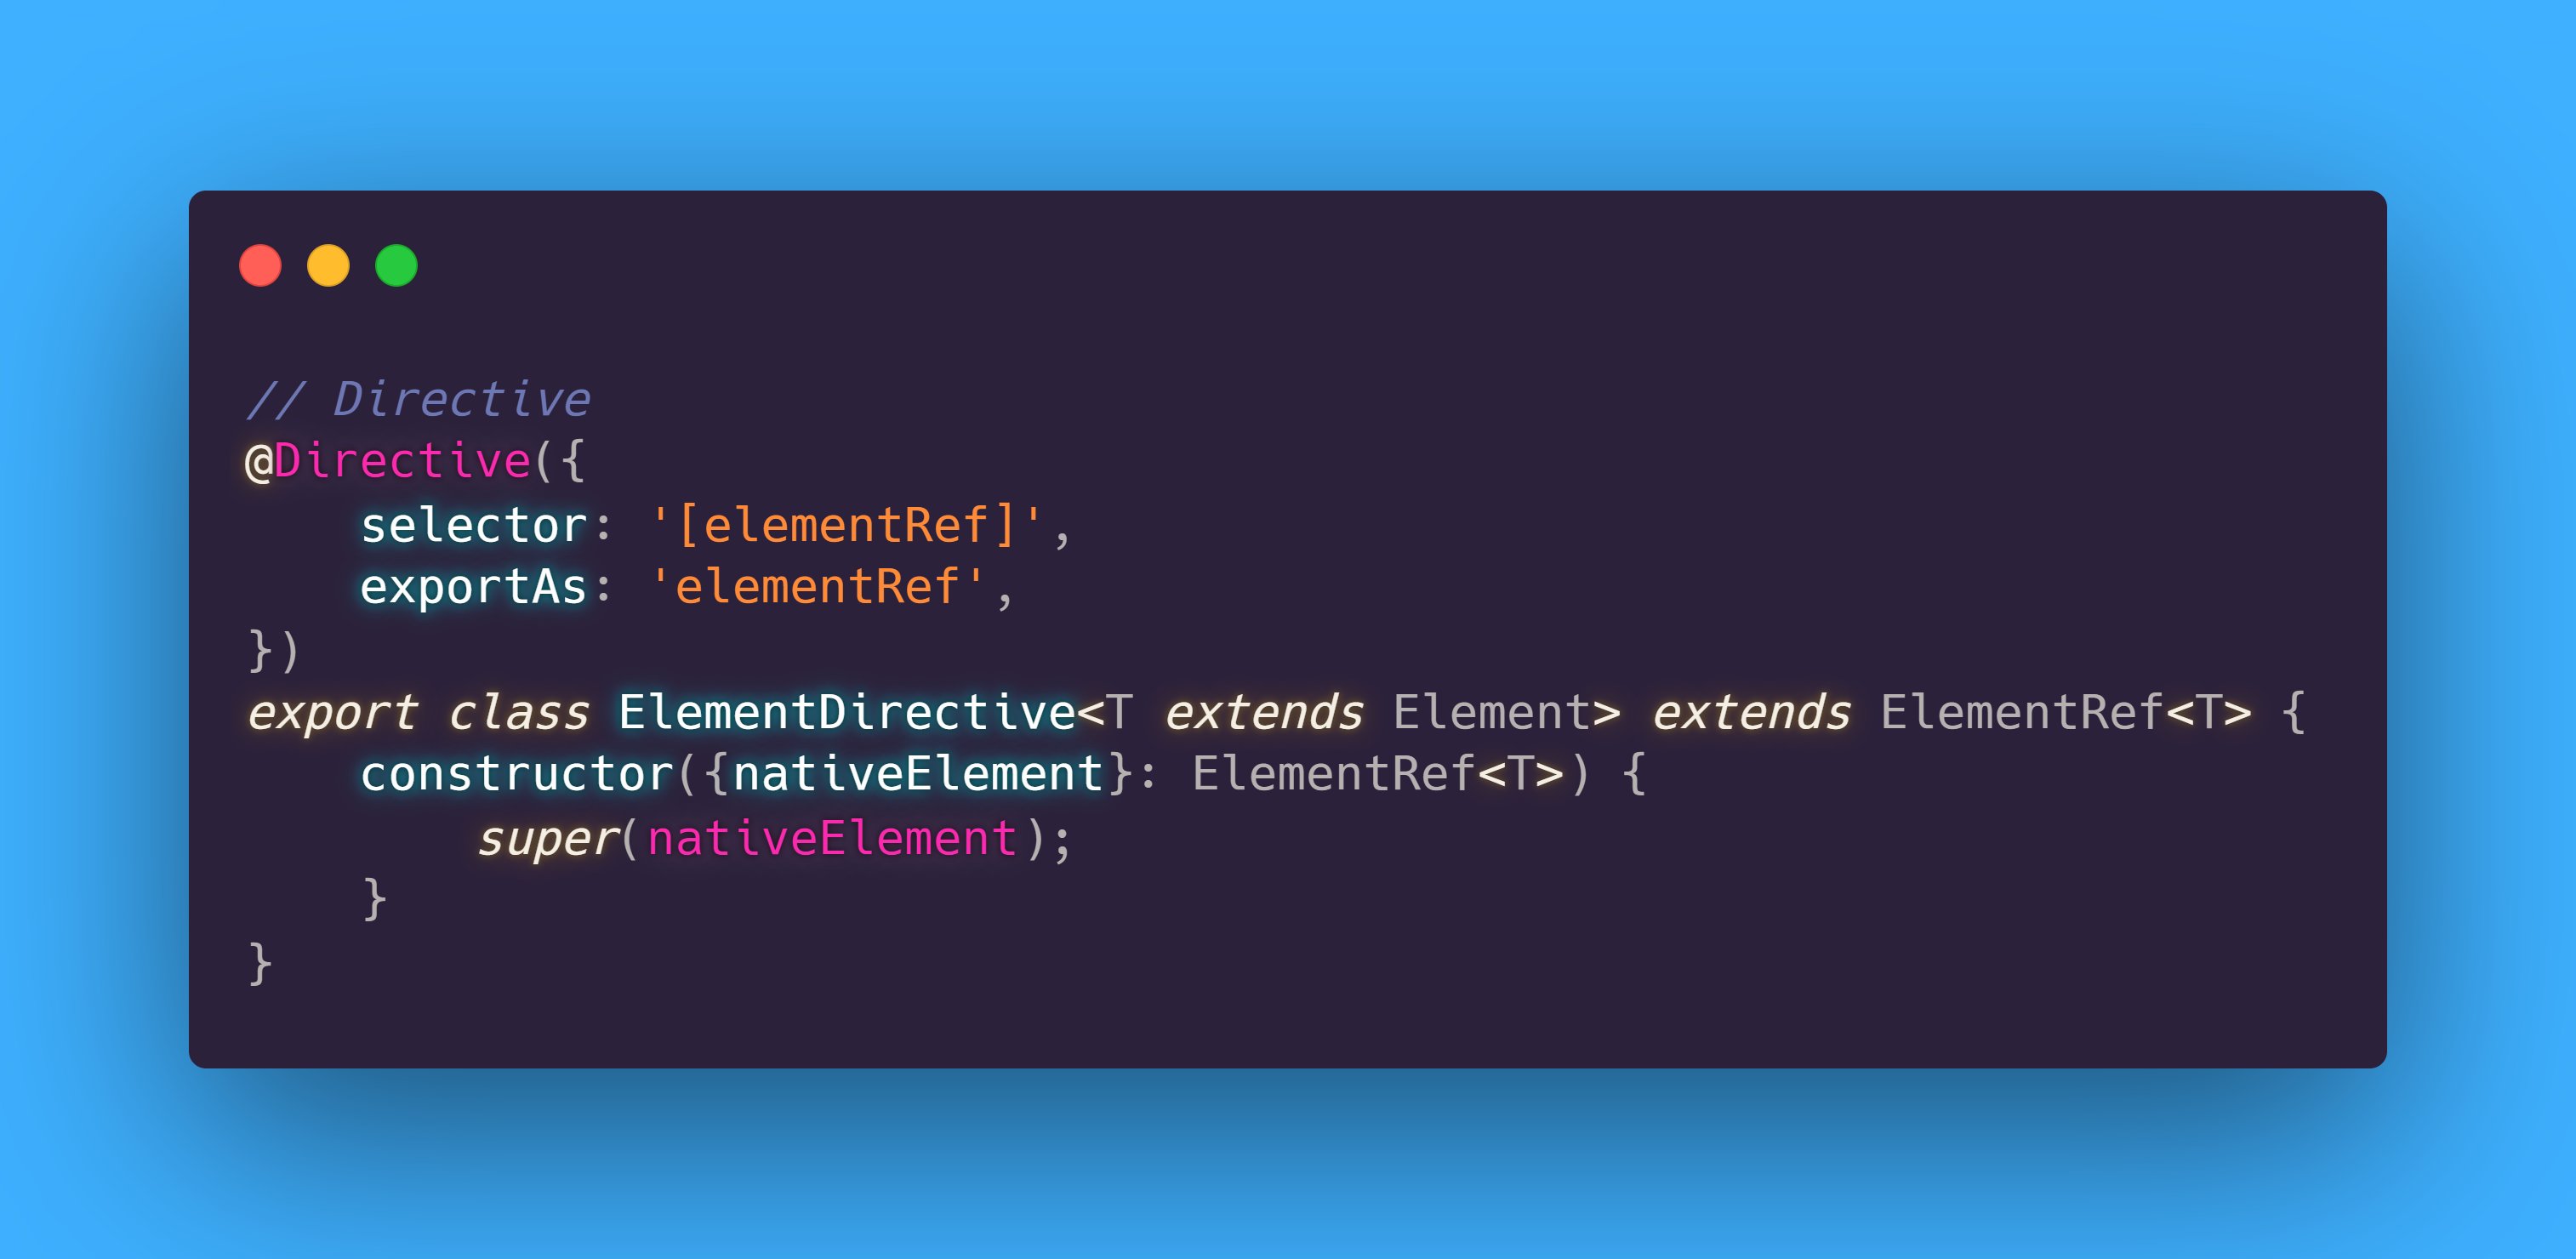 // Directive
@Directive({
    selector: '[elementRef]',
    exportAs: 'elementRef',
})
export class ElementDirective<T extends Element> extends ElementRef<T> {
    constructor({nativeElement}: ElementRef<T>) {
        super(nativeElement);
    }
}